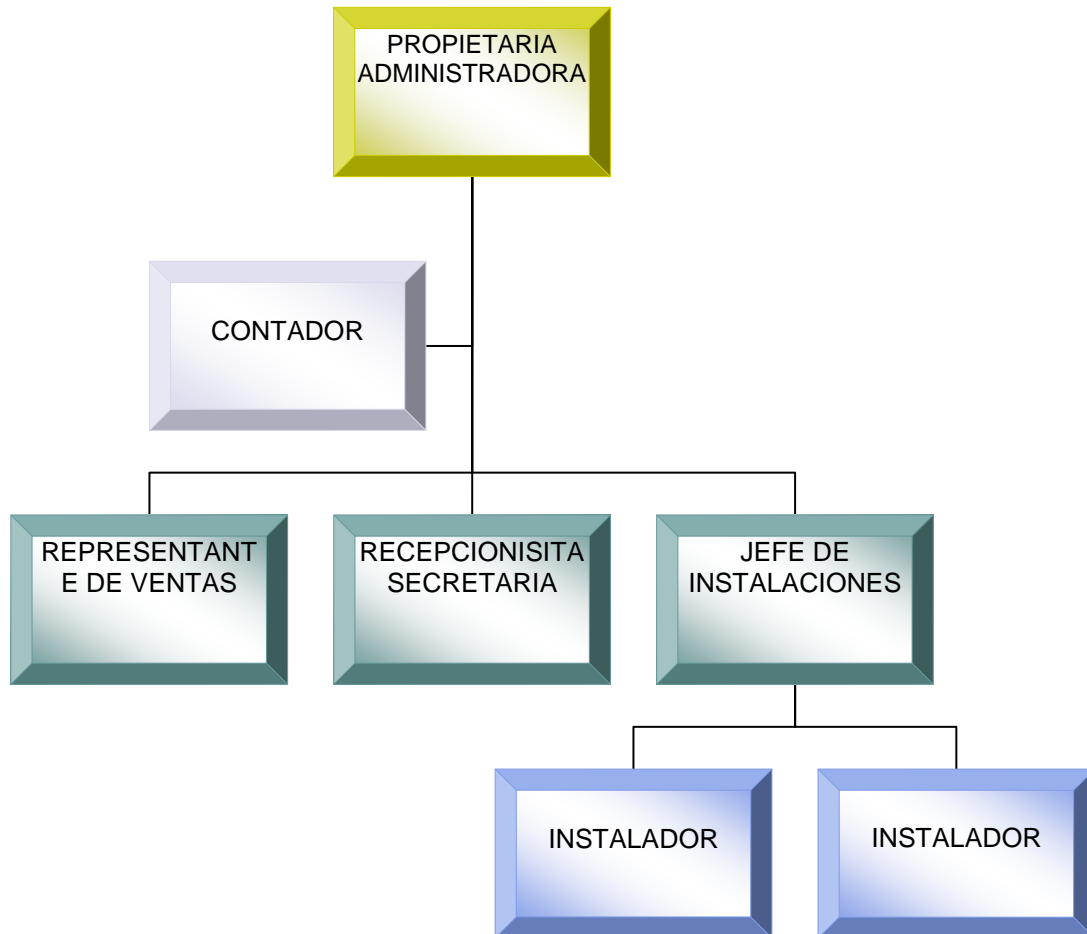 PROPIETARIA
ADMINISTRADORA
CONTADOR
REPRESENTANT
E DE VENTAS
RECEPCIONISITA
SECRETARIA
JEFE DE
INSTALACIONES
INSTALADOR
INSTALADOR